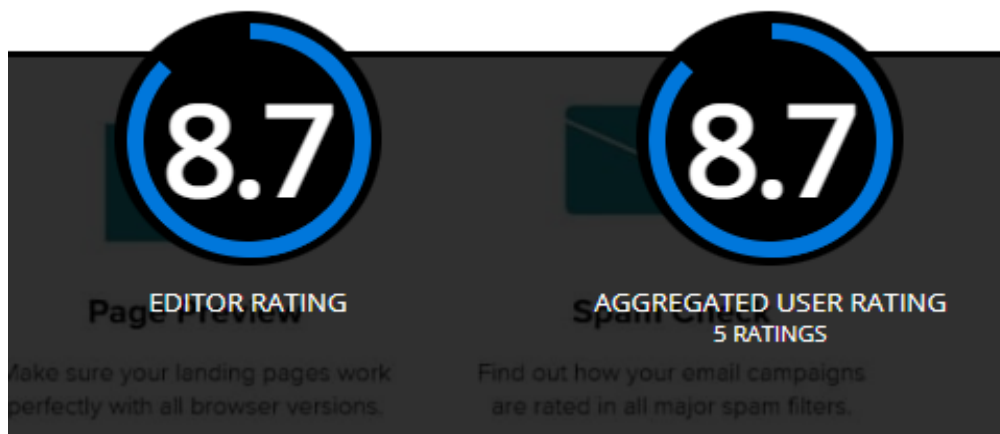 8.7
EDITOR RATING
8.7
AGGREGATED USER RATING
5 RATINGS
Page Preview
Make sure your landing pages work
perfectly with all browser versions.
Spam Check
Find out how your email campaigns
are rated in all major spam filters.